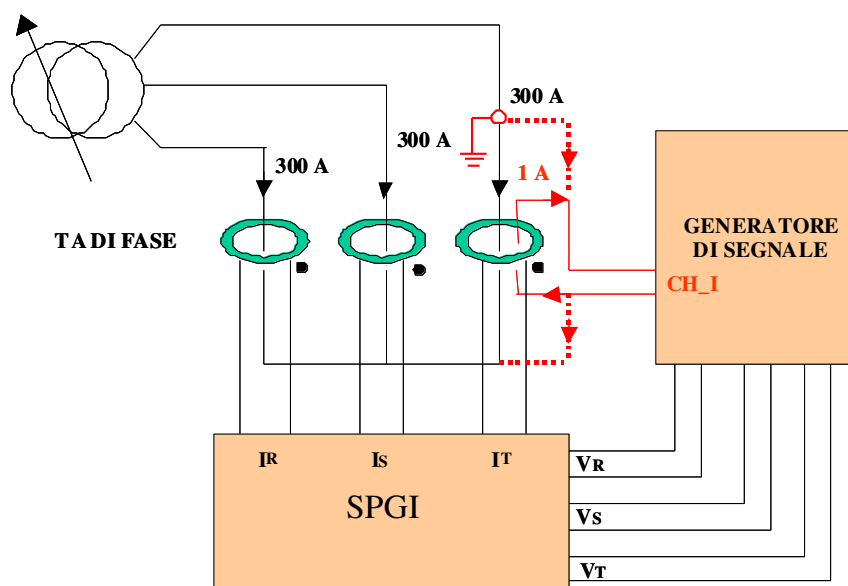 300 A
300 A
300 A
1 A
TA DI FASE
GENERATORE
DI SEGNALE
CH_I
IR
IS
IT
SPGI
VR
VS
VT